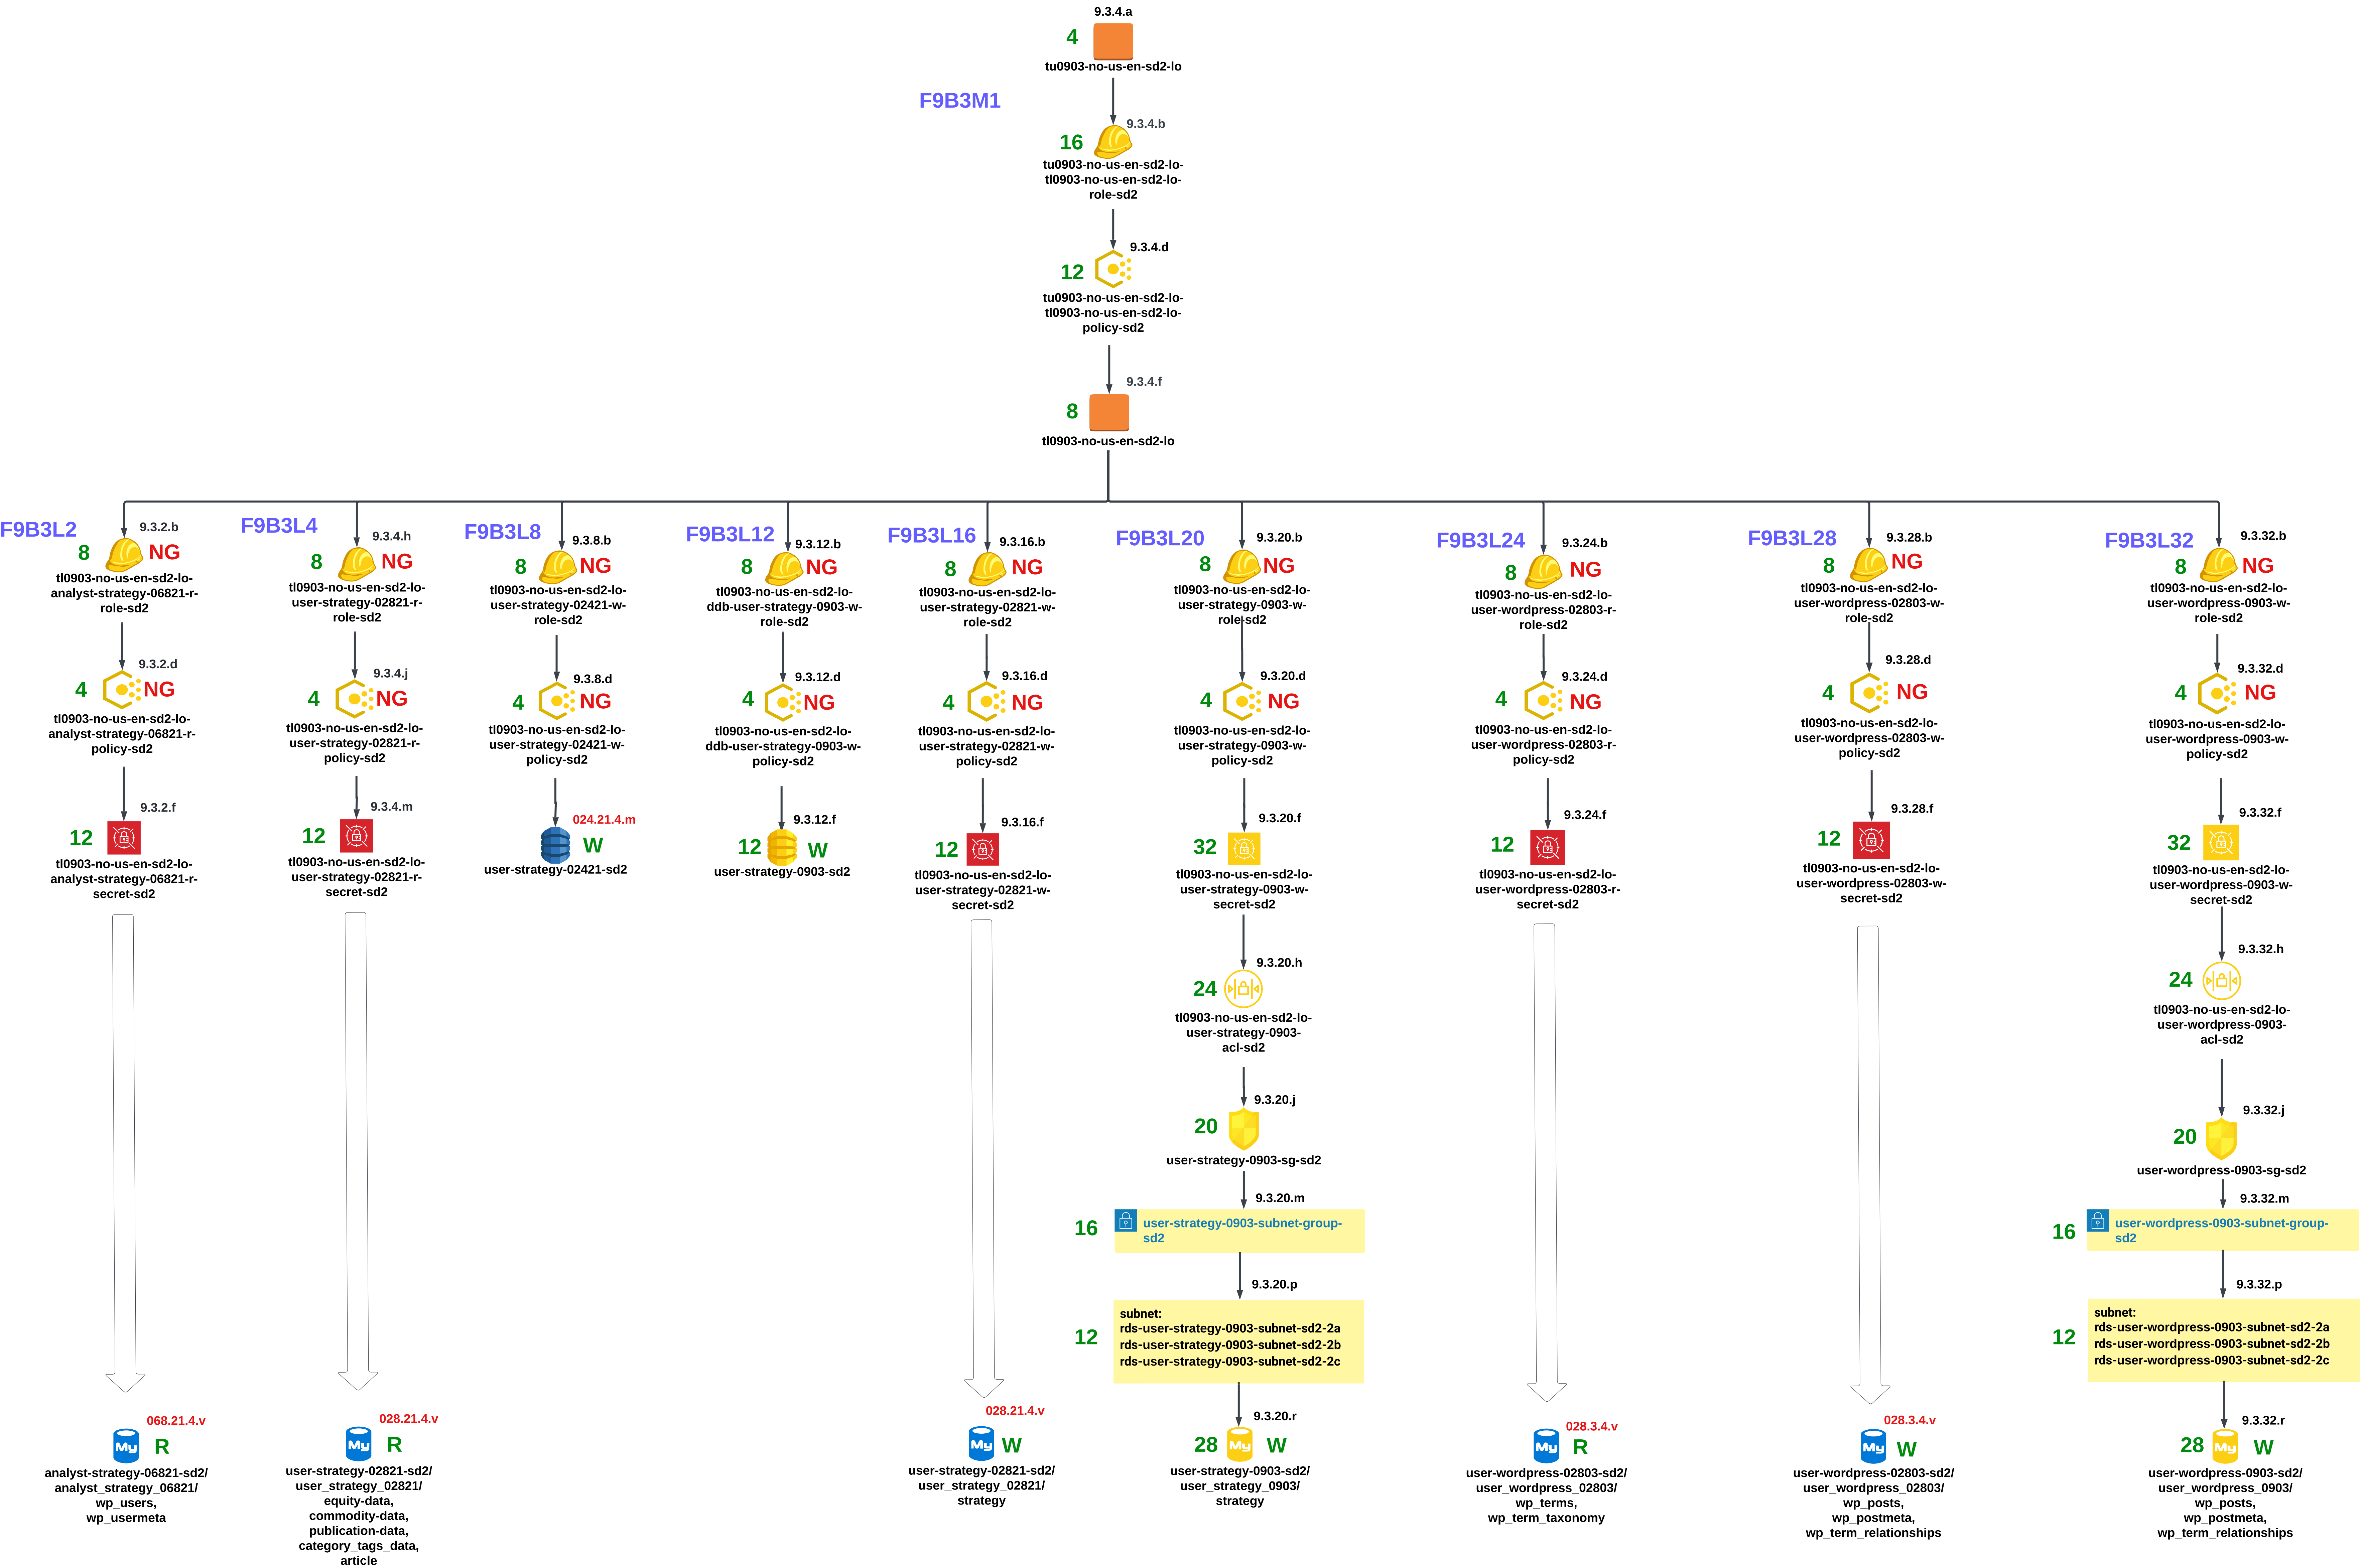 9.3.4.a
4
tu0903-no-us-en-sd2-lo
F9B3M1
9.3.4.b
16
tu0903-no-us-en-sd2-lo-
tl0903-no-us-en-sd2-lo-
role-sd2
9.3.4.d
12
tu0903-no-us-en-sd2-lo-
tl0903-no-us-en-sd2-lo-
policy-sd2
9.3.4.f
8
tl0903-no-us-en-sd2-lo
F9B3L2
9.3.2.b
8
NG
tl0903-no-us-en-sd2-lo-
analyst-strategy-06821-r-
role-sd2
9.3.2.d
4
NG
tl0903-no-us-en-sd2-lo-
analyst-strategy-06821-r-
policy-sd2
9.3.2.f
12
tl0903-no-us-en-sd2-lo-
analyst-strategy-06821-r-
secret-sd2
068.21.4.v
My
R
analyst-strategy-06821-sd2/
analyst_strategy_06821/
wp_users,
wp_usermeta
F9B3L4
9.3.4.h
8
NG
tl0903-no-us-en-sd2-lo-
user-strategy-02821-r-
role-sd2
9.3.4.j
4
NG
tl0903-no-us-en-sd2-lo-
user-strategy-02821-r-
policy-sd2
9.3.4.m
12
tl0903-no-us-en-sd2-lo-
user-strategy-02821-r-
secret-sd2
028.21.4.v
My
R
user-strategy-02821-sd2/
user_strategy_02821/
equity-data,
commodity-data,
publication-data,
category_tags_data,
article
F9B3L8
9.3.8.b
8
NG
tl0903-no-us-en-sd2-lo-
user-strategy-02421-w-
role-sd2
9.3.8.d
4
NG
tl0903-no-us-en-sd2-lo-
user-strategy-02421-w-
policy-sd2
024.21.4.m
W
user-strategy-02421-sd2
F9B3L12
9.3.12.b
8
NG
tl0903-no-us-en-sd2-lo-
ddb-user-strategy-0903-w-
role-sd2
9.3.12.d
4
NG
tl0903-no-us-en-sd2-lo-
ddb-user-strategy-0903-w-
policy-sd2
9.3.12.f
12
W
user-strategy-0903-sd2
F9B3L16
9.3.16.b
8
NG
tl0903-no-us-en-sd2-lo-
user-strategy-02821-w-
role-sd2
9.3.16.d
4
NG
tl0903-no-us-en-sd2-lo-
user-strategy-02821-w-
policy-sd2
9.3.16.f
12
tl0903-no-us-en-sd2-lo-
user-strategy-02821-w-
secret-sd2
028.21.4.v
My
W
user-strategy-02821-sd2/
user_strategy_02821/
strategy
F9B3L20
9.3.20.b
8
NG
tl0903-no-us-en-sd2-lo-
user-strategy-0903-w-
role-sd2
9.3.20.d
4
NG
tl0903-no-us-en-sd2-lo-
user-strategy-0903-w-
policy-sd2
9.3.20.f
32
tl0903-no-us-en-sd2-lo-
user-strategy-0903-w-
secret-sd2
9.3.20.h
24
tl0903-no-us-en-sd2-lo-
user-strategy-0903-
acl-sd2
9.3.20.j
20
user-strategy-0903-sg-sd2
9.3.20.m
16
user-strategy-0903-subnet-group-
sd2
9.3.20.p
12
subnet:
rds-user-strategy-0903-subnet-sd2-2a
rds-user-strategy-0903-subnet-sd2-2b
rds-user-strategy-0903-subnet-sd2-2c
9.3.20.r
28
My
W
user-strategy-0903-sd2/
user_strategy_0903/
strategy
F9B3L24
9.3.24.b
8
NG
tl0903-no-us-en-sd2-lo-
user-wordpress-02803-r-
role-sd2
9.3.24.d
4
NG
tl0903-no-us-en-sd2-lo-
user-wordpress-02803-r-
policy-sd2
9.3.24.f
12
tl0903-no-us-en-sd2-lo-
user-wordpress-02803-r-
secret-sd2
028.3.4.v
My
R
user-wordpress-02803-sd2/
user_wordpress_02803/
wp_terms,
wp_term_taxonomy
F9B3L28
9.3.28.b
8
NG
tl0903-no-us-en-sd2-lo-
user-wordpress-02803-w-
role-sd2
9.3.28.d
4
NG
tl0903-no-us-en-sd2-lo-
user-wordpress-02803-w-
policy-sd2
9.3.28.f
12
tl0903-no-us-en-sd2-lo-
user-wordpress-02803-w-
secret-sd2
028.3.4.v
My
W
user-wordpress-02803-sd2/
user_wordpress_02803/
wp_posts,
wp_postmeta,
wp_term_relationships
F9B3L32
9.3.32.b
8
NG
tl0903-no-us-en-sd2-lo-
user-wordpress-0903-w-
role-sd2
9.3.32.d
4
NG
tl0903-no-us-en-sd2-lo-
user-wordpress-0903-w-
policy-sd2
9.3.32.f
32
tl0903-no-us-en-sd2-lo-
user-wordpress-0903-w-
secret-sd2
9.3.32.h
24
tl0903-no-us-en-sd2-lo-
user-wordpress-0903-
acl-sd2
9.3.32.j
20
user-wordpress-0903-sg-sd2
9.3.32.m
16
user-wordpress-0903-subnet-group-
sd2
9.3.32.p
12
subnet:
rds-user-wordpress-0903-subnet-sd2-2a
rds-user-wordpress-0903-subnet-sd2-2b
rds-user-wordpress-0903-subnet-sd2-2c
9.3.32.r
28
My
W
user-wordpress-0903-sd2/
user_wordpress_0903/
wp_posts,
wp_postmeta,
wp_term_relationships